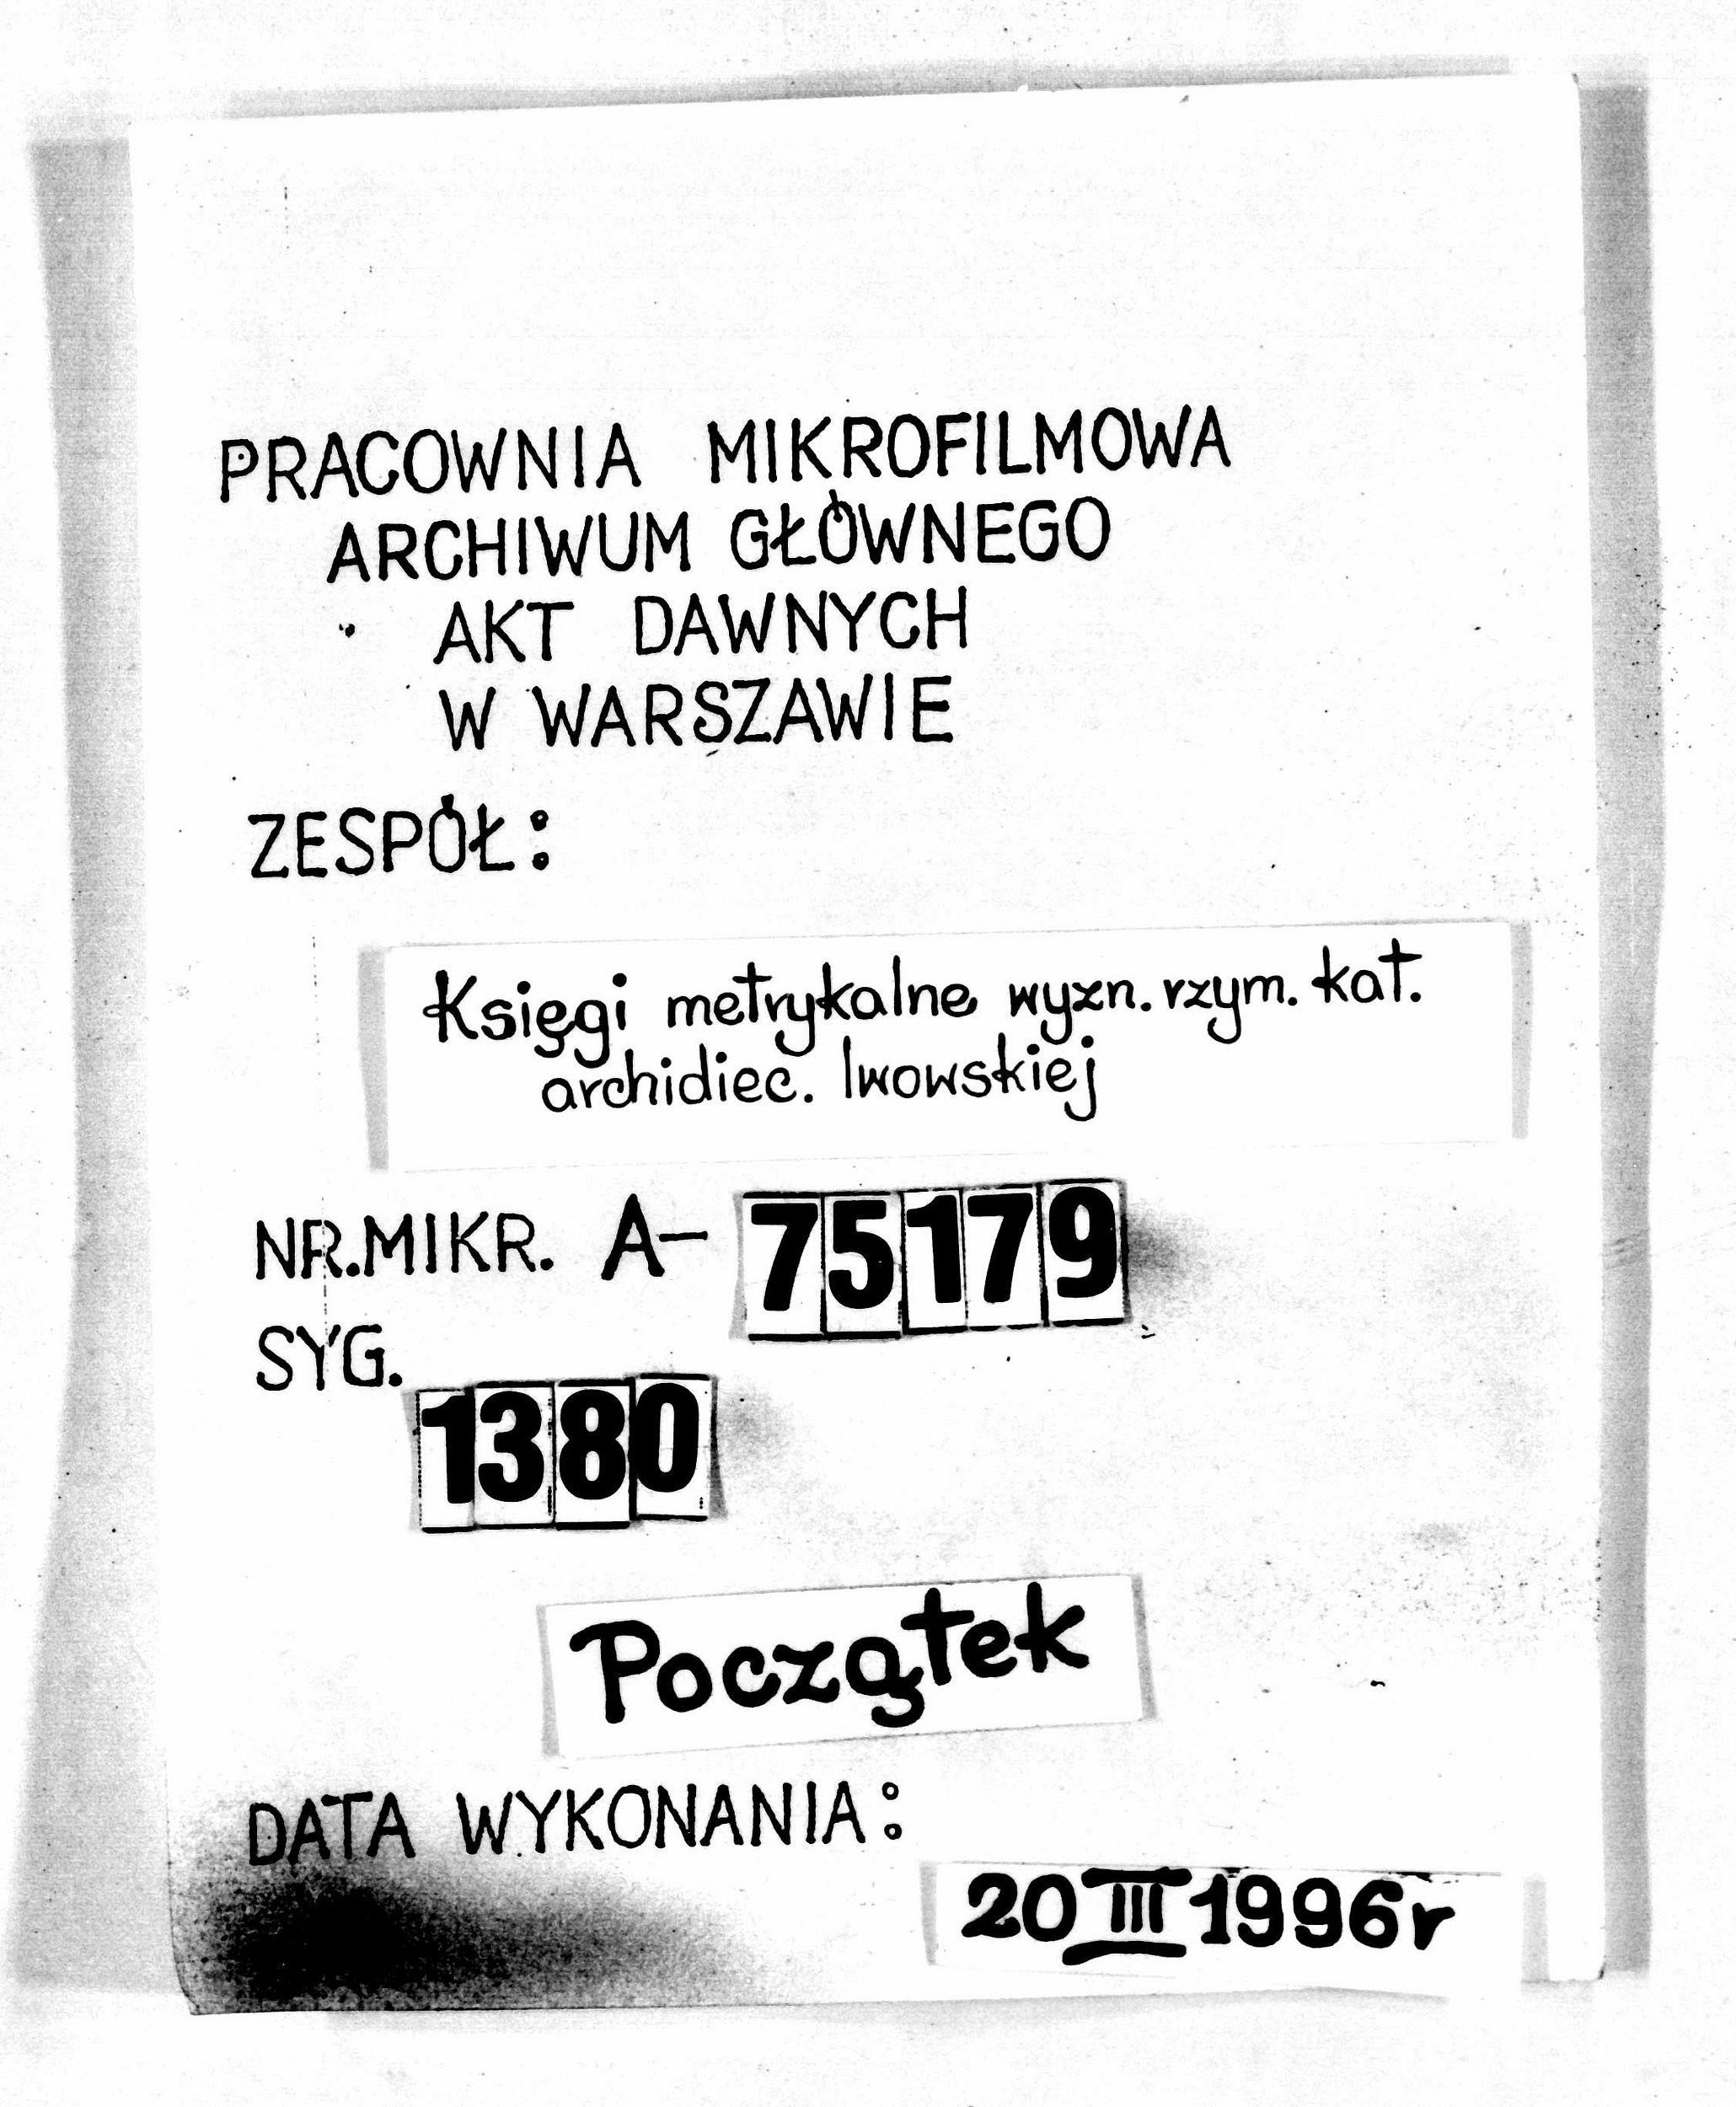 PRACOWNIA MIKROFILMOWA
ARCHIWUM GŁÓWNEGO
AKT DAWNYCH
W WARSZAWIE
ZESPÓŁ:
Księgi metrykalne wyzn. rzym. kat.
archidiec. lwowskiej
NR.MIKR. A- 75179
SYG.
1380
Początek
DATA WYKONANIA:
20 III 1996r